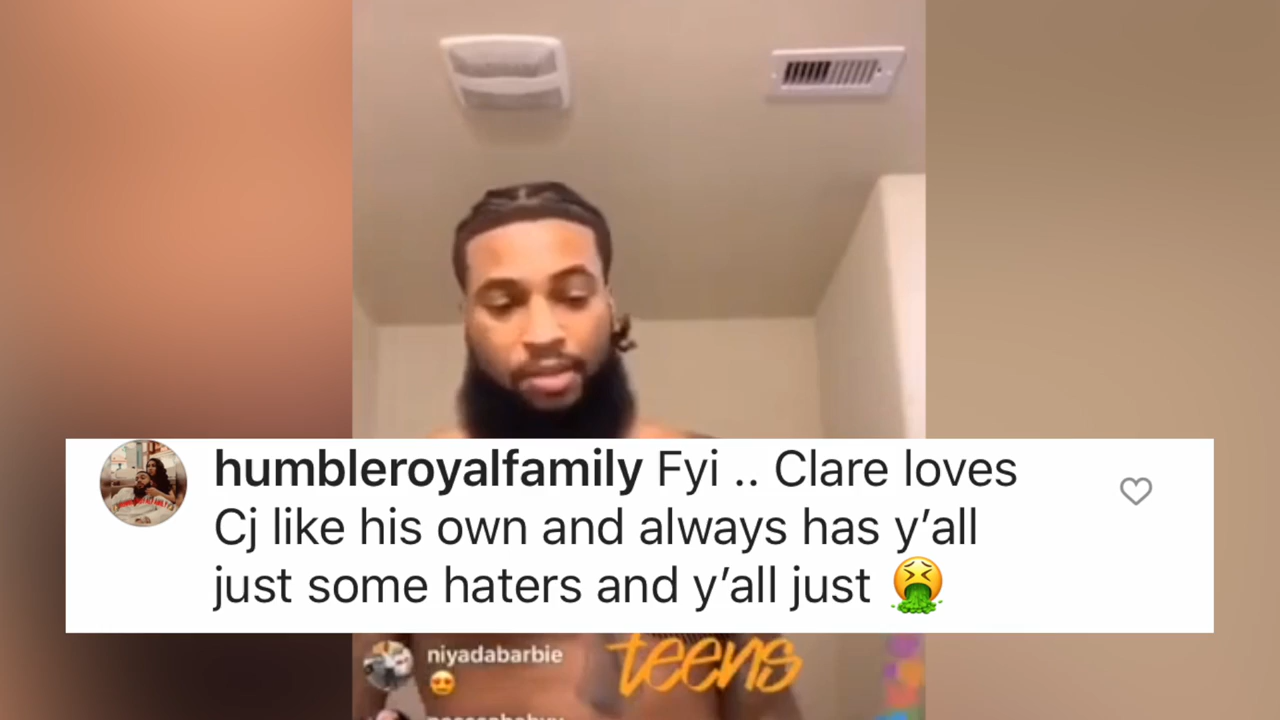 humbleroyalfamily Fyi .. Clare loves
Cj like his own and always has y’all
just some haters and y’all just 🤮
niyadabarbie
😍
teens